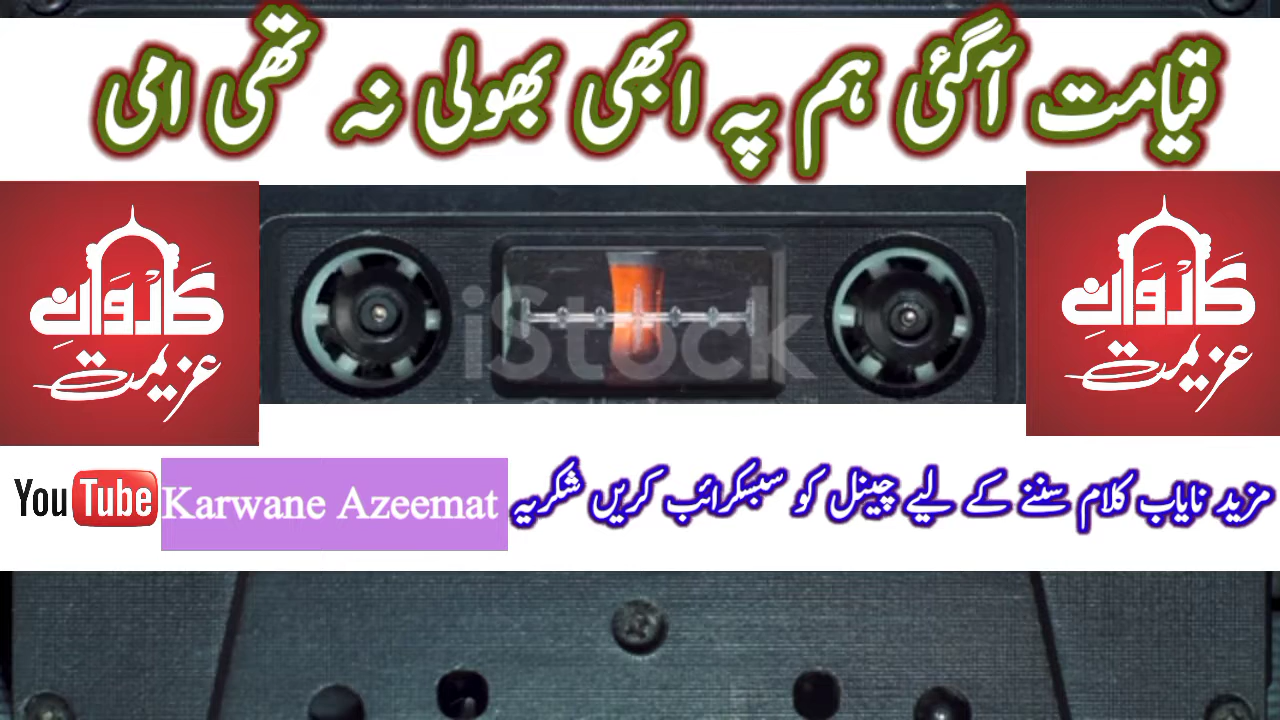 قیامت آگئی ہم پہ ابھی بھولی نہ تھی امی
کاروانِ
عزیمت
کاروانِ
عزیمت
iStock
مزید نایاب کلام سننے کے لیے چینل کو سبسکرائب کریں شکریہ
YouTube Karwane Azeemat